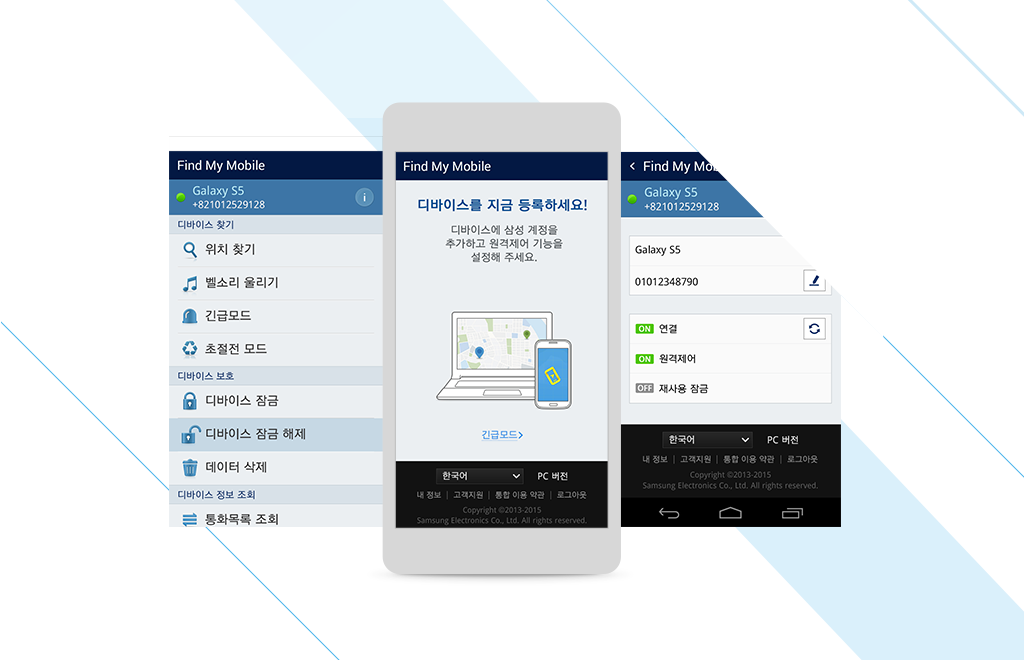 Find My Mobile
Galaxy S5
+821012529128
디바이스 찾기
위치 찾기
벨소리 울리기
긴급모드
초절전 모드
디바이스 보호
디바이스 잠금
디바이스 잠금 해제
데이터 삭제
디바이스 정보 조회
통화목록 조회
Find My Mobile
디바이스를 지금 등록하세요!
디바이스에 삼성 계정을
추가하고 원격제어 기능을
설정해 주세요.
긴급모드>
한국어 PC 버전
내 정보 | 고객지원 | 통합 이용 약관 | 로그아웃
Copyright ©2013-2015
Samsung Electronics Co., Ltd. All rights reserved.
< Find My Mo
Galaxy S5
+821012529128
Galaxy S5
01012348790
ON 연결
ON 원격제어
OFF 재사용 잠금
한국어 PC 버전
내 정보 | 고객지원 | 통합 이용 약관 | 로그아웃
Copyright ©2013-2015
Samsung Electronics Co., Ltd. All rights reserved.